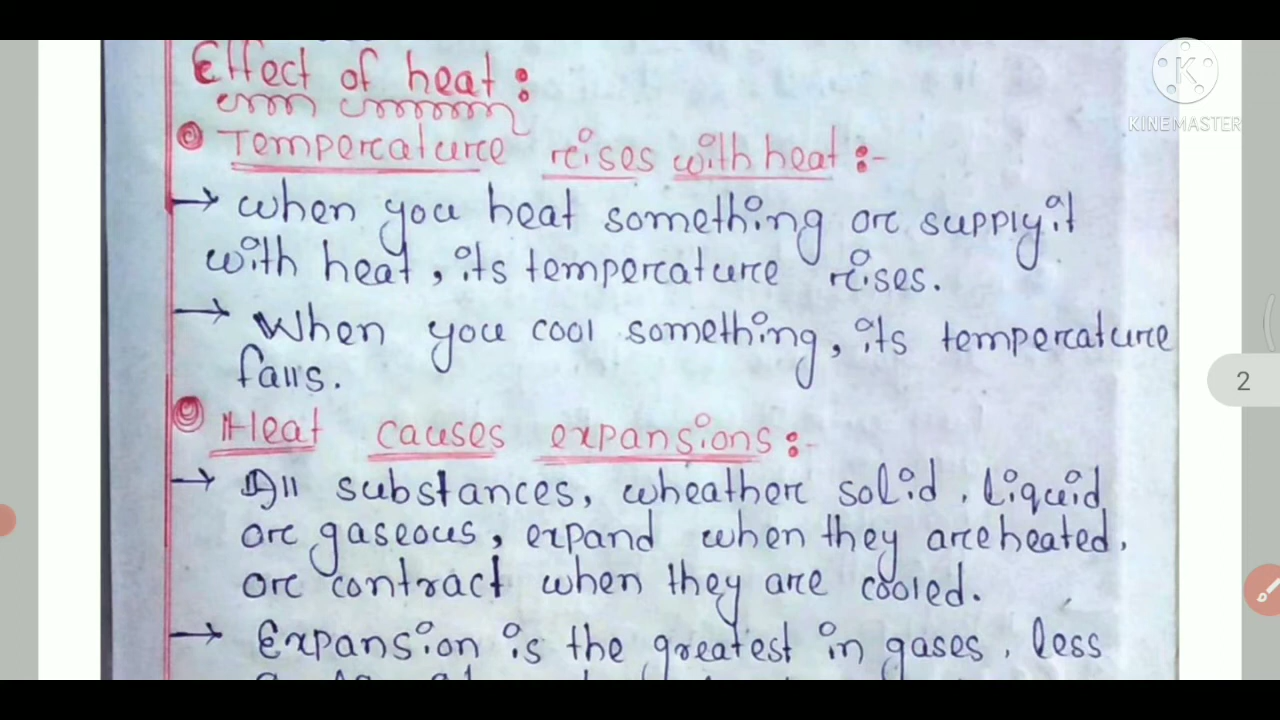 Effect of heat:
Temperature rises with heat:-
→ when you heat something or supply it
with heat, its temperature rises.
→ When you cool something, its temperature
falls.
Heat causes expansions:-
→ All substances, wheather solid, Liquid
or gaseous, expand when they are heated,
or contract when they are cooled.
→ Expansion is the greatest in gases, less
KINEMASTER
2